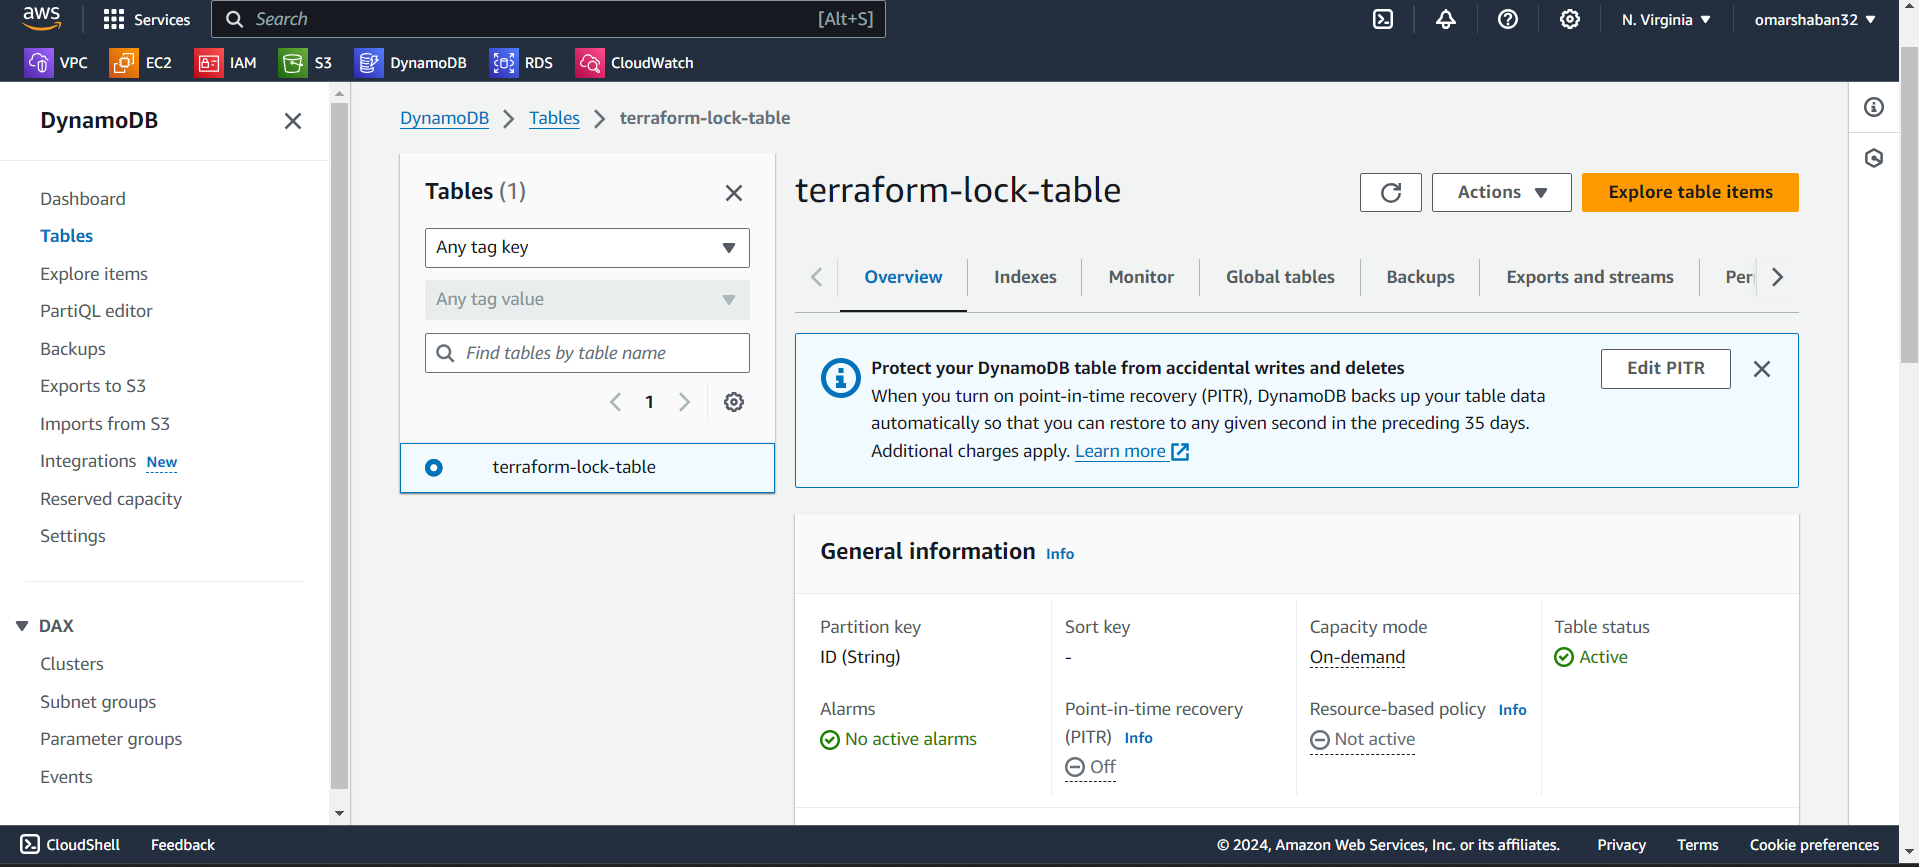 aws
Services
Search
[Alt+S]
N. Virginia
omarshaban32
VPC
EC2
IAM
S3
DynamoDB
RDS
CloudWatch
DynamoDB
Dashboard
Tables
Explore items
PartiQL editor
Backups
Exports to S3
Imports from S3
Integrations New
Reserved capacity
Settings
DAX
Clusters
Subnet groups
Parameter groups
Events
DynamoDB
Tables
terraform-lock-table
Tables (1)
Any tag key
Any tag value
Find tables by table name
1
terraform-lock-table
terraform-lock-table
Actions
Explore table items
Overview
Indexes
Monitor
Global tables
Backups
Exports and streams
Per
Protect your DynamoDB table from accidental writes and deletes
When you turn on point-in-time recovery (PITR), DynamoDB backs up your table data
automatically so that you can restore to any given second in the preceding 35 days.
Additional charges apply. Learn more
Edit PITR
General information Info
Partition key
ID (String)
Sort key
-
Capacity mode
On-demand
Table status
Active
Alarms
No active alarms
Point-in-time recovery
(PITR) Info
Off
Resource-based policy Info
Not active
CloudShell
Feedback
© 2024, Amazon Web Services, Inc. or its affiliates.
Privacy
Terms
Cookie preferences